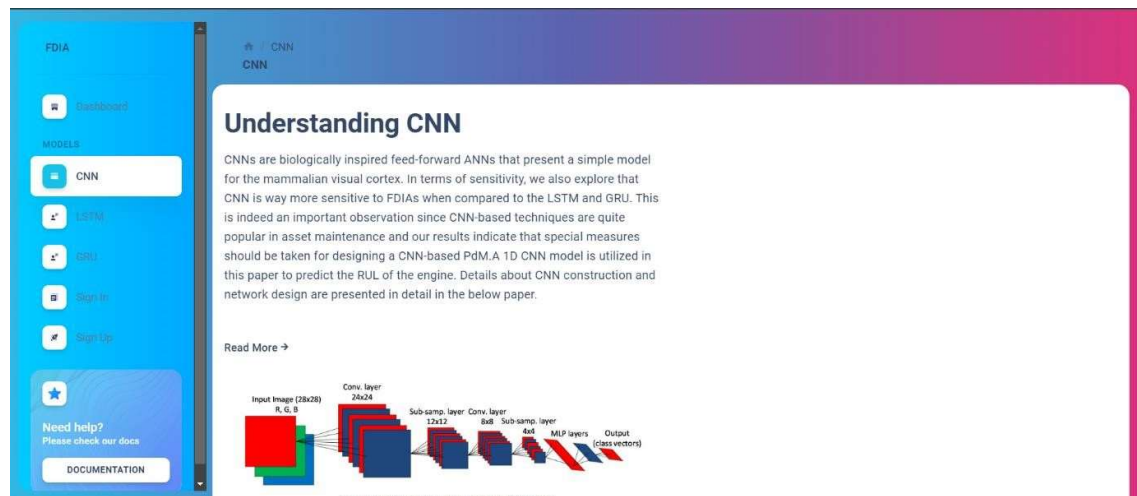 FDIA
Dashboard
MODELS
CNN
LSTM
GRU
Sign In
Sign Up
Need help?
Please check our docs
DOCUMENTATION
/ CNN
CNN
Understanding CNN
CNNs are biologically inspired feed-forward ANNs that present a simple model
for the mammalian visual cortex. In terms of sensitivity, we also explore that
CNN is way more sensitive to FDIAs when compared to the LSTM and GRU. This
is indeed an important observation since CNN-based techniques are quite
popular in asset maintenance and our results indicate that special measures
should be taken for designing a CNN-based PdM.A 1D CNN model is utilized in
this paper to predict the RUL of the engine. Details about CNN construction and
network design are presented in detail in the below paper.
Read More →
Input Image (28x28)
R, G, B
Conv. layer
24x24
Sub-samp. layer
12x12
Conv. layer
8x8
Sub-samp. layer
4x4
MLP layers
Output
(class vectors)